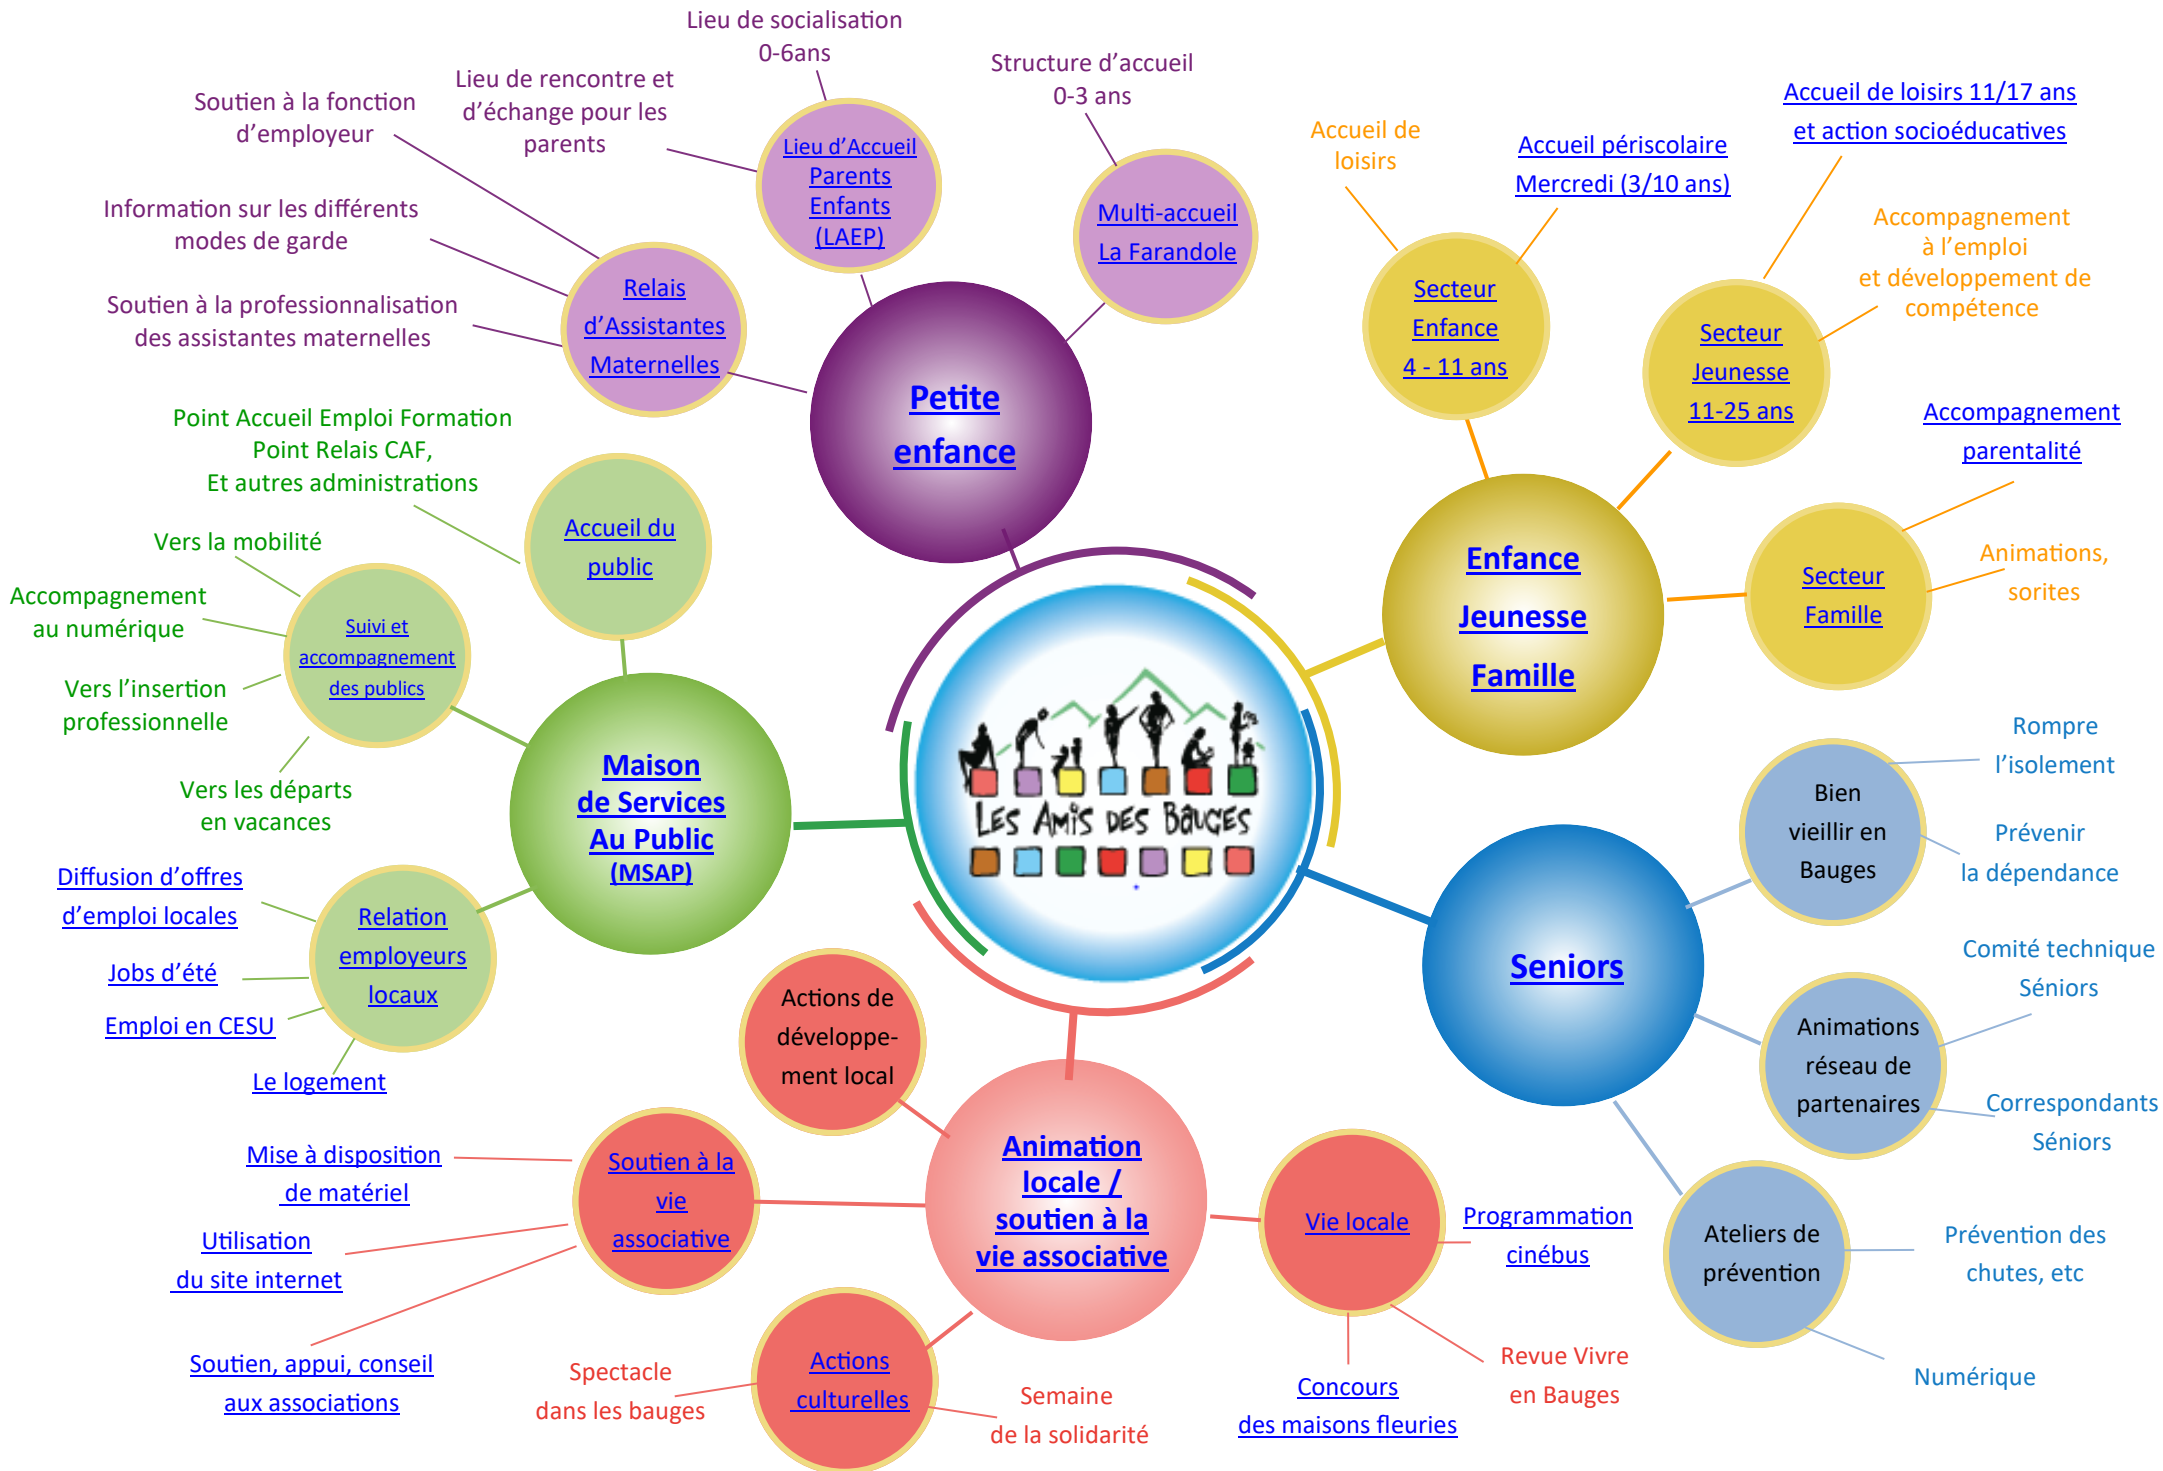 Lieu de socialisation
0-6ans
Lieu de rencontre et
d’échange pour les
parents
Structure d’accueil
0-3 ans
Soutien à la fonction
d’employeur
Information sur les différents
modes de garde
Soutien à la professionnalisation
des assistantes maternelles
Lieu d’Accueil
Parents
Enfants
(LAEP)
Multi-accueil
La Farandole
Relais
d’Assistantes
Maternelles
Petite
enfance
Accueil de
loisirs
Accueil périscolaire
Mercredi (3/10 ans)
Accueil de loisirs 11/17 ans
et action socioéducatives
Accompagnement
à l’emploi
et développement de
compétence
Secteur
Enfance
4 - 11 ans
Secteur
Jeunesse
11-25 ans
Accompagnement
parentalité
Enfance
Jeunesse
Famille
Secteur
Famille
Animations,
sorites
Point Accueil Emploi Formation
Point Relais CAF,
Et autres administrations
Accueil du
public
Vers la mobilité
Accompagnement
au numérique
Vers l’insertion
professionnelle
Vers les départs
en vacances
Suivi et
accompagnement
des publics
Maison
de Services
Au Public
(MSAP)
Diffusion d’offres
d’emploi locales
Jobs d’été
Emploi en CESU
Le logement
Relation
employeurs
locaux
LES AMIS DES BAUGES
Rompre
l’isolement
Bien
vieillir en
Bauges
Prévenir
la dépendance
Seniors
Comité technique
Séniors
Animations
réseau de
partenaires
Correspondants
Séniors
Ateliers de
prévention
Prévention des
chutes, etc
Numérique
Actions de
développe-
ment local
Animation
locale /
soutien à la
vie associative
Mise à disposition
de matériel
Utilisation
du site internet
Soutien, appui, conseil
aux associations
Soutien à la
vie
associative
Spectacle
dans les bauges
Actions
culturelles
Semaine
de la solidarité
Vie locale
Programmation
cinébus
Concours
des maisons fleuries
Revue Vivre
en Bauges